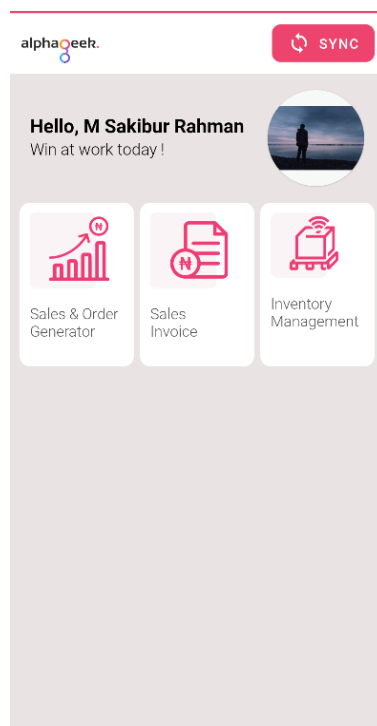 alphageek.
SYNC
Hello, M Sakibur Rahman
Win at work today !
₦
₦
Sales & Order
Generator
Sales
Invoice
Inventory
Management